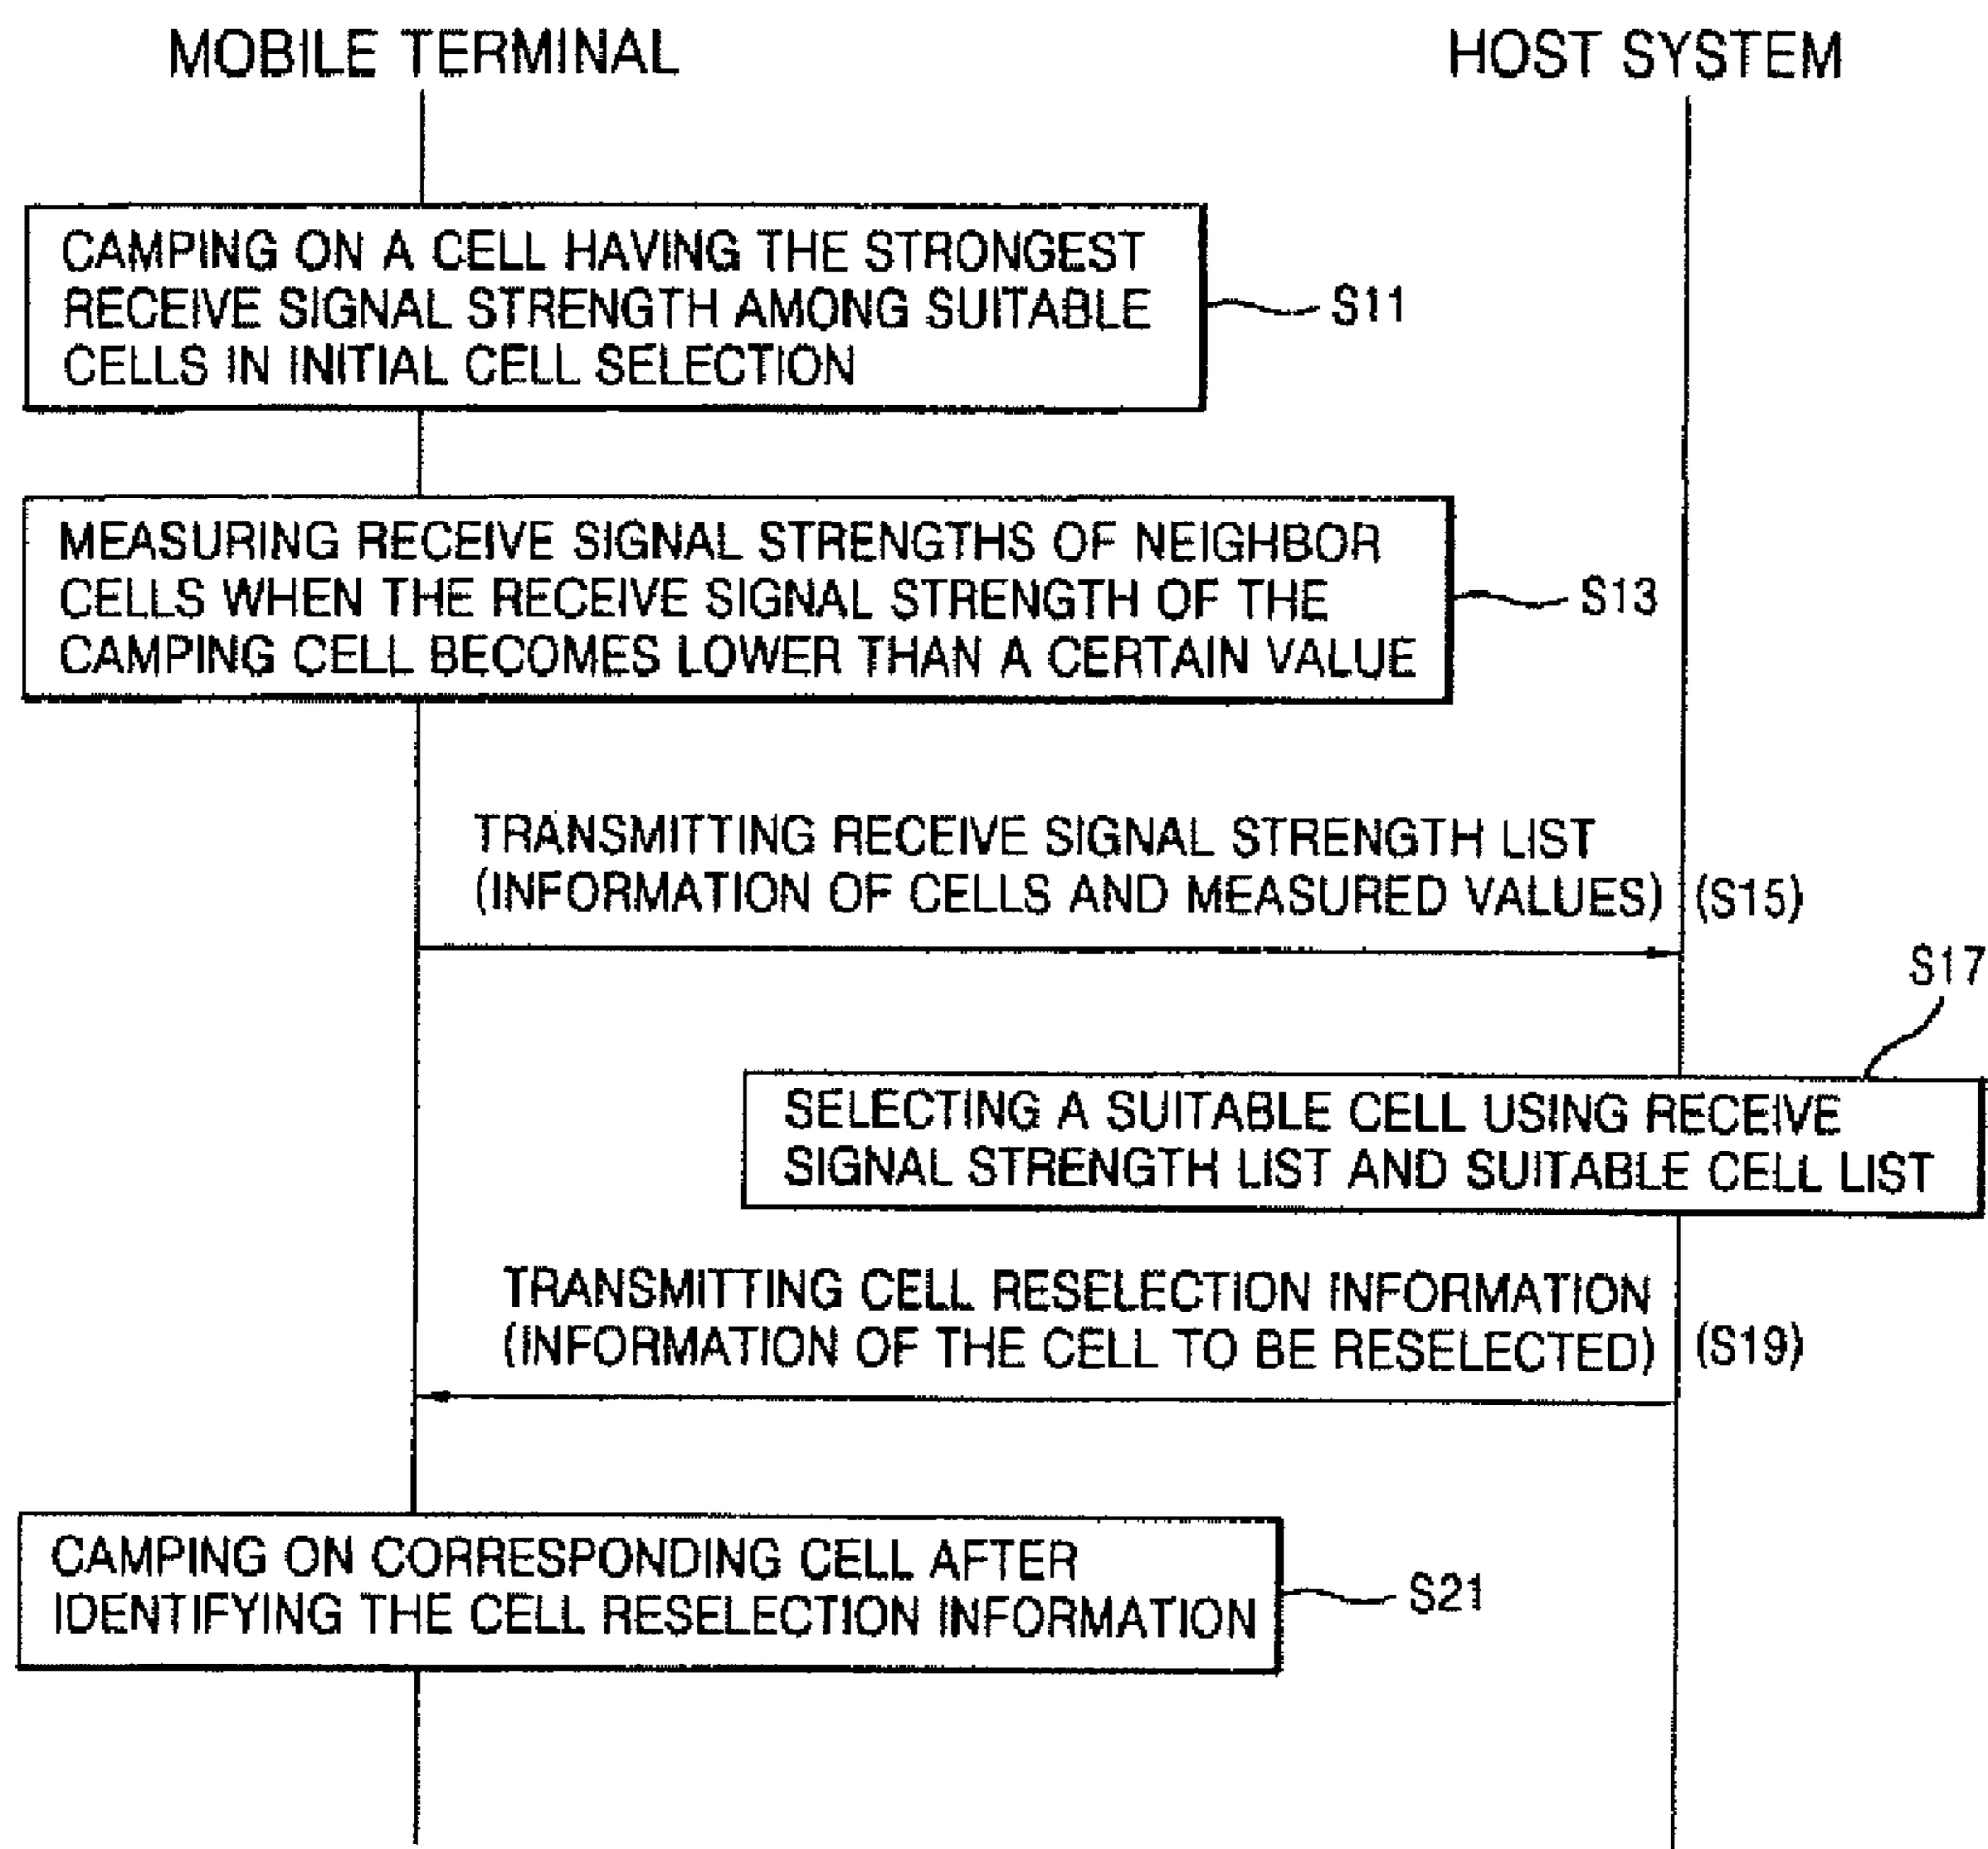 MOBILE TERMINAL
HOST SYSTEM
CAMPING ON A CELL HAVING THE STRONGEST
RECEIVE SIGNAL STRENGTH AMONG SUITABLE
CELLS IN INITIAL CELL SELECTION
S11
MEASURING RECEIVE SIGNAL STRENGTHS OF NEIGHBOR
CELLS WHEN THE RECEIVE SIGNAL STRENGTH OF THE
CAMPING CELL BECOMES LOWER THAN A CERTAIN VALUE
S13
TRANSMITTING RECEIVE SIGNAL STRENGTH LIST
(INFORMATION OF CELLS AND MEASURED VALUES) (S15)
S17
SELECTING A SUITABLE CELL USING RECEIVE
SIGNAL STRENGTH LIST AND SUITABLE CELL LIST
TRANSMITTING CELL RESELECTION INFORMATION
(INFORMATION OF THE CELL TO BE RESELECTED) (S19)
CAMPING ON CORRESPONDING CELL AFTER
IDENTIFYING THE CELL RESELECTION INFORMATION
S21